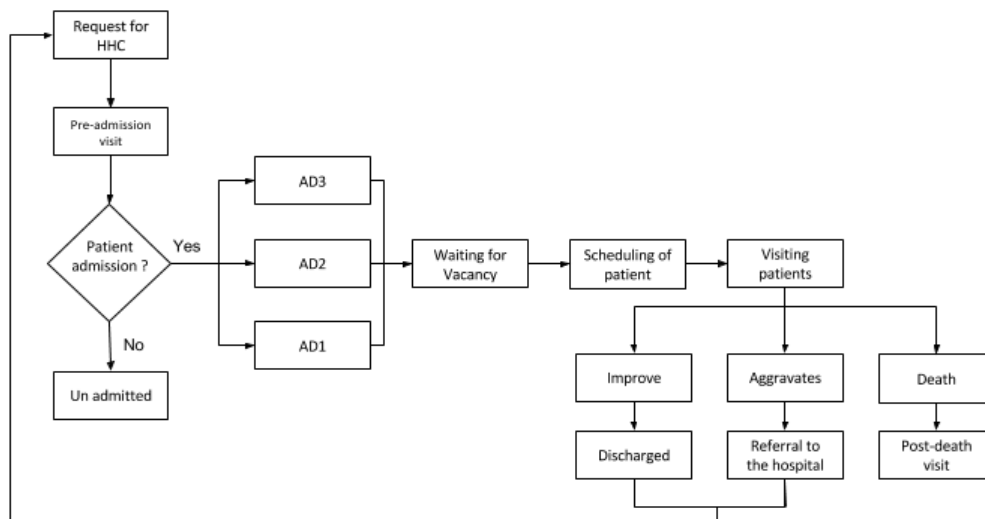 Request for
HHC
Pre-admission
visit
Patient
admission ?
Yes
No
Un admitted
AD3
AD2
AD1
Waiting for
Vacancy
Scheduling of
patient
Visiting
patients
Improve
Aggravates
Death
Discharged
Referral to
the hospital
Post-death
visit